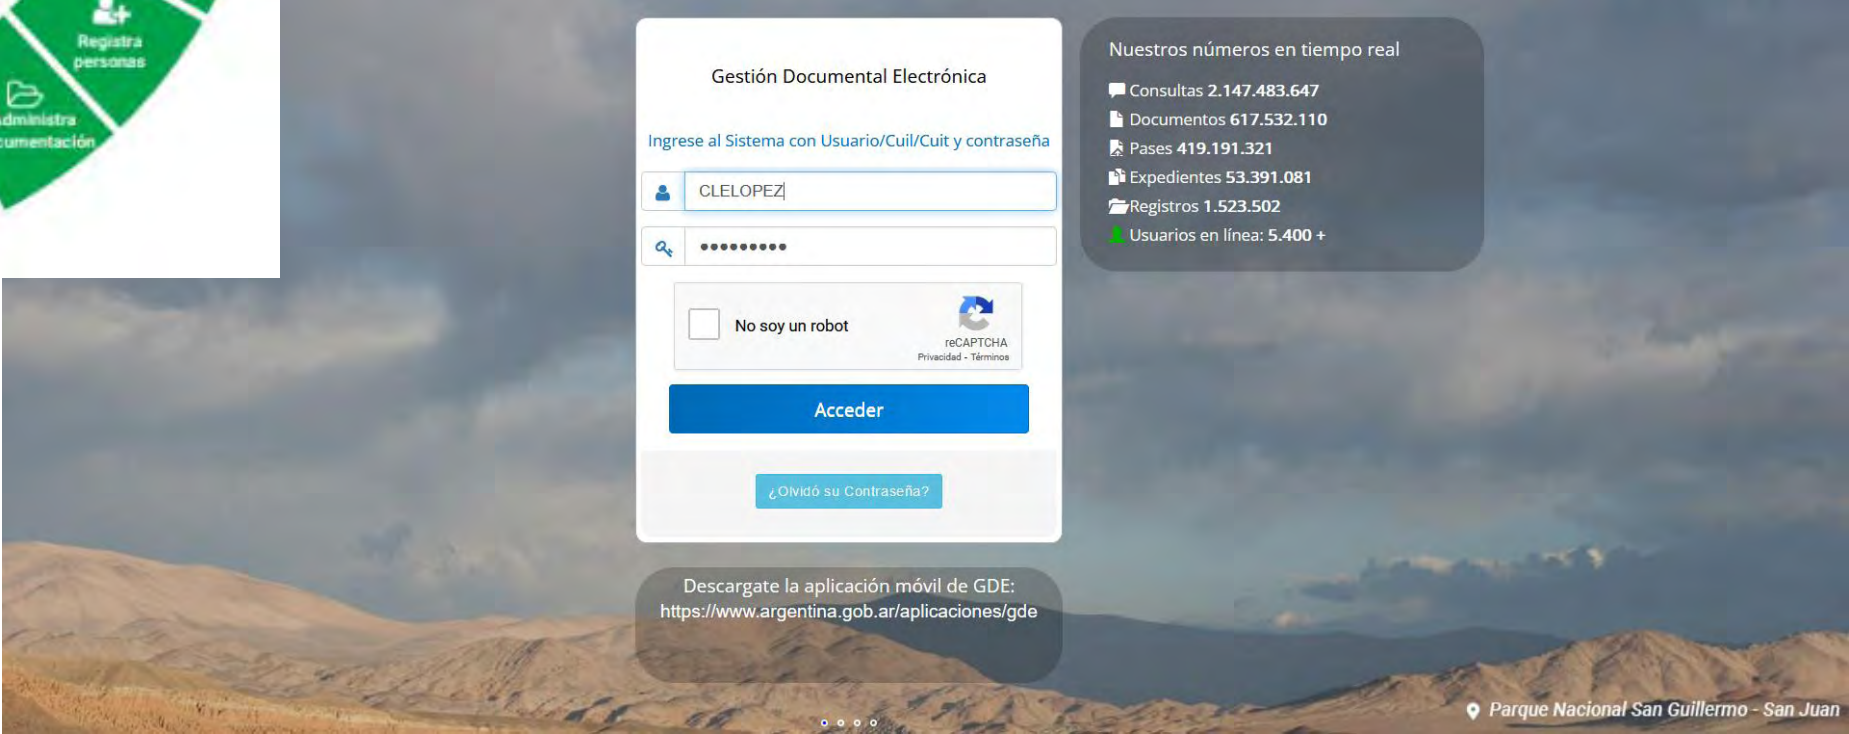 Registra
personas
dministra
cumentación
Gestión Documental Electrónica
Ingrese al Sistema con Usuario/Cuil/Cuit y contraseña
CLELOPEZ
•••••••••
No soy un robot
reCAPTCHA
Privacidad - Términos
Acceder
¿Olvidó su Contraseña?
Descargate la aplicación móvil de GDE:
https://www.argentina.gob.ar/aplicaciones/gde
Nuestros números en tiempo real
Consultas 2.147.483.647
Documentos 617.532.110
Pases 419.191.321
Expedientes 53.391.081
Registros 1.523.502
Usuarios en línea: 5.400 +
Parque Nacional San Guillermo - San Juan